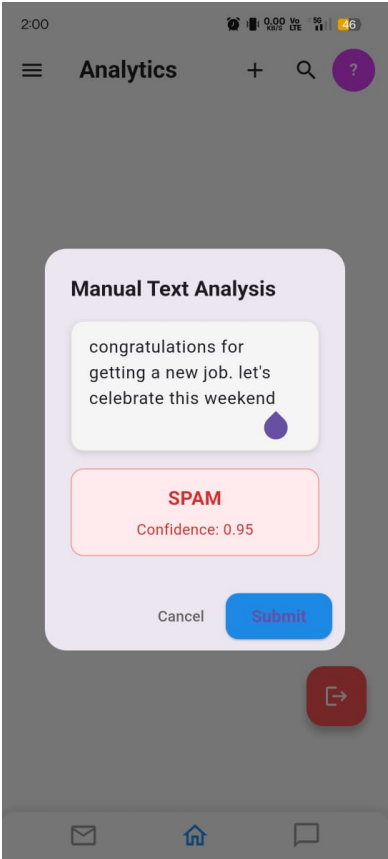 2:00
0.00 KB/S Vo LTE 5G 46
Analytics
?
Manual Text Analysis
congratulations for
getting a new job. let's
celebrate this weekend
SPAM
Confidence: 0.95
Cancel
Submit